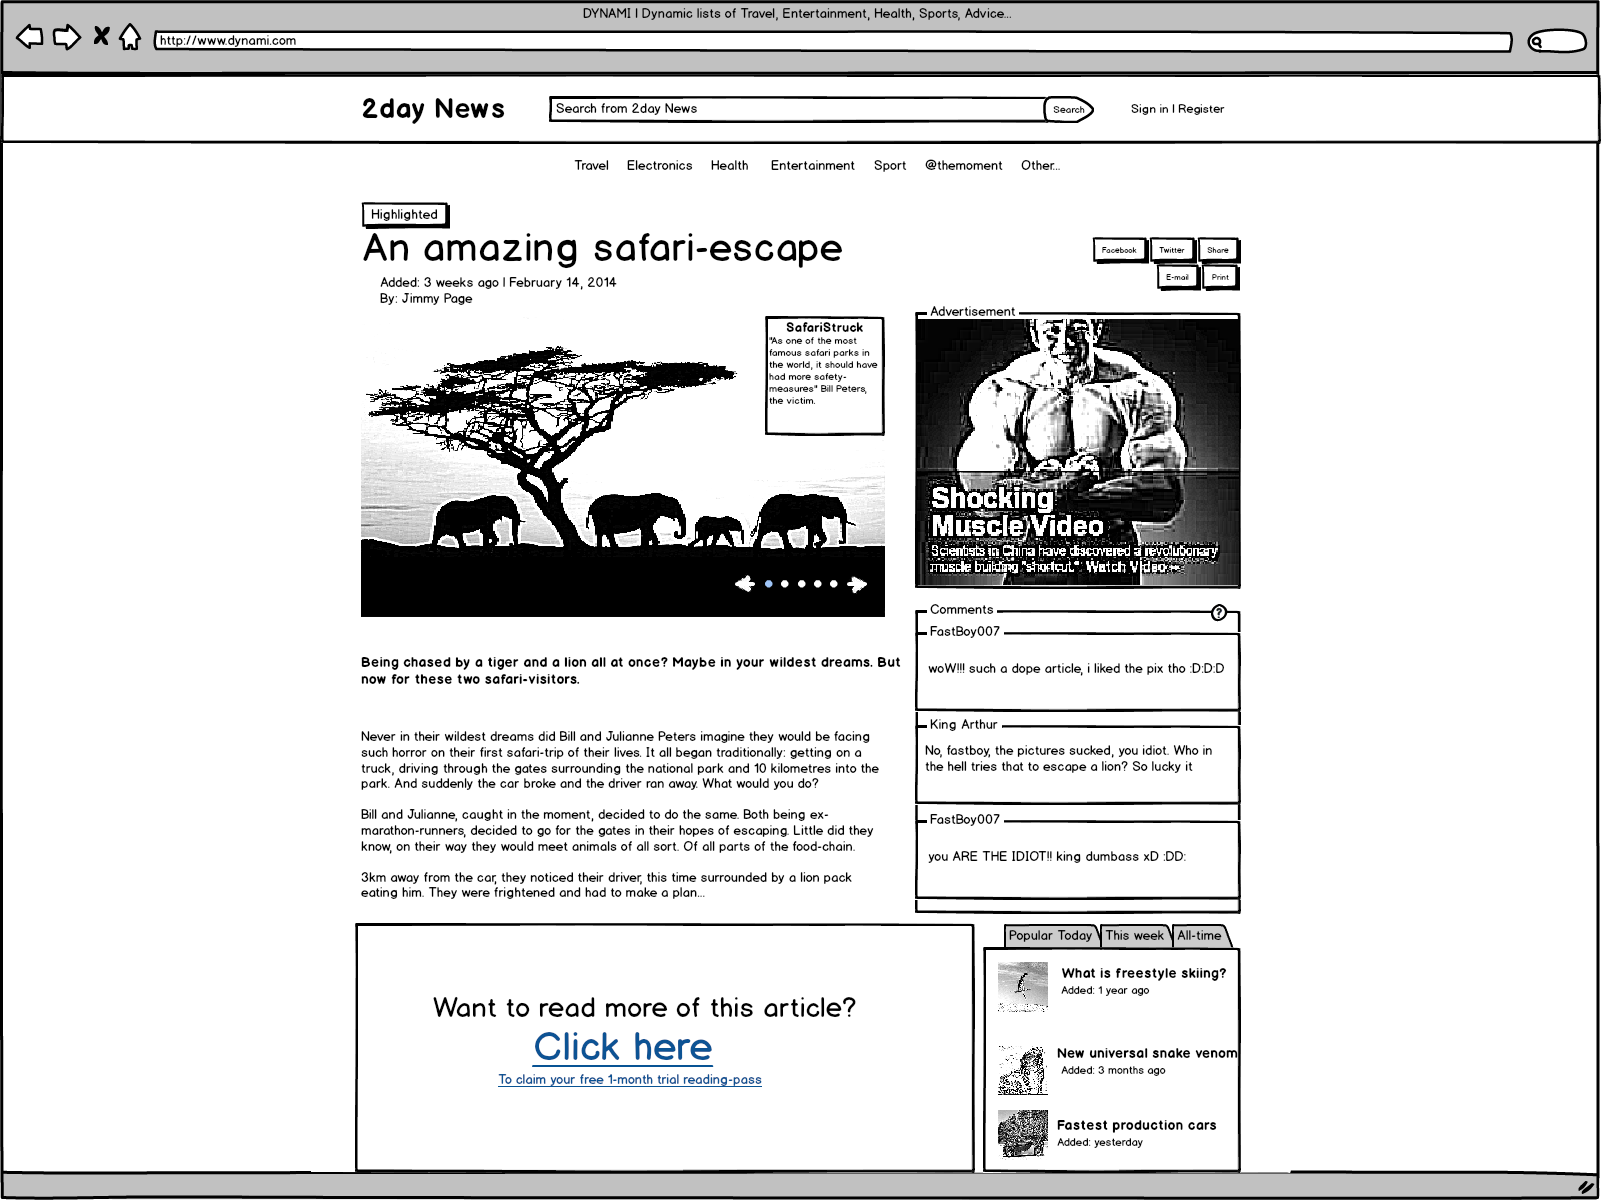 DYNAMI | Dynamic lists of Travel, Entertainment, Health, Sports, Advice...
http://www.dynami.com
2day News
Search from 2day News
Search
Sign in | Register
Travel Electronics Health Entertainment Sport @themoment Other...
Highlighted
An amazing safari-escape
Added: 3 weeks ago | February 14, 2014
By: Jimmy Page
Facebook Twitter Share
E-mail Print
SafariStruck
"As one of the most
famous safari parks in
the world, it should have
had more safety-
measures" Bill Peters,
the victim.
Being chased by a tiger and a lion all at once? Maybe in your wildest dreams. But
now for these two safari-visitors.
Never in their wildest dreams did Bill and Julianne Peters imagine they would be facing
such horror on their first safari-trip of their lives. It all began traditionally: getting on a
truck, driving through the gates surrounding the national park and 10 kilometres into the
park. And suddenly the car broke and the driver ran away. What would you do?
Bill and Julianne, caught in the moment, decided to do the same. Both being ex-
marathon-runners, decided to go for the gates in their hopes of escaping. Little did they
know, on their way they would meet animals of all sort. Of all parts of the food-chain.
3km away from the car, they noticed their driver, this time surrounded by a lion pack
eating him. They were frightened and had to make a plan...
Advertisement
Shocking
Muscle Video
Scientists in China have discovered a revolutionary
muscle building "shortcut." Watch Video
Comments
?
FastBoy007
woW!!! such a dope article, i liked the pix tho :D:D:D
King Arthur
No, fastboy, the pictures sucked, you idiot. Who in
the hell tries that to escape a lion? So lucky it
FastBoy007
you ARE THE IDIOT!! king dumbass xD :DD:
Want to read more of this article?
Click here
To claim your free 1-month trial reading-pass
Popular Today This week All-time
What is freestyle skiing?
Added: 1 year ago
New universal snake venom
Added: 3 months ago
Fastest production cars
Added: yesterday